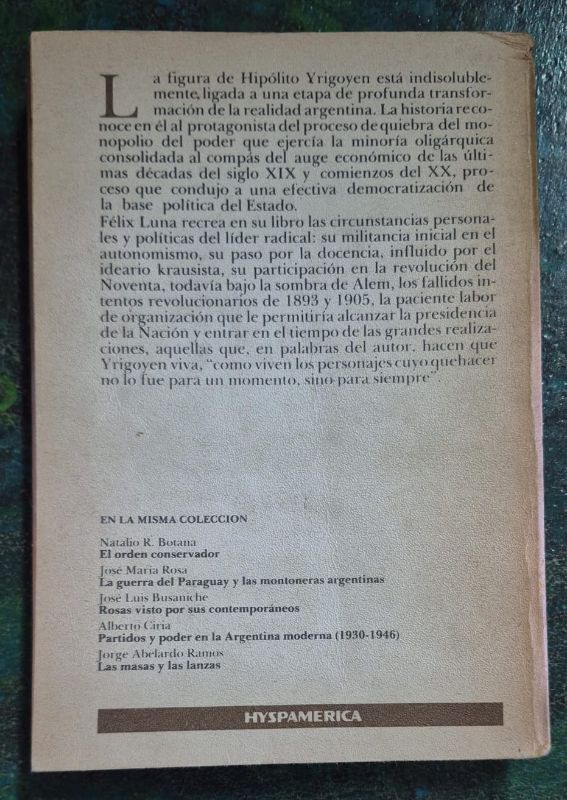 La figura de Hipólito Yrigoyen está indisoluble-
mente, ligada a una etapa de profunda transfor-
mación de la realidad argentina. La historia reco-
noce en él al protagonista del proceso de quiebra del mo-
nopolio del poder que ejercía la minoría oligárquica
consolidada al compás del auge económico de las últi-
mas décadas del siglo XIX y comienzos del XX, pro-
ceso que condujo a una efectiva democratización de
la base política del Estado.
Félix Luna recrea en su libro las circunstancias persona-
les y políticas del líder radical: su militancia inicial en el
autonomismo, su paso por la docencia, influido por el
ideario krausista, su participación en la revolución del
Noventa, todavía bajo la sombra de Alem, los fallidos in-
tentos revolucionarios de 1893 y 1905, la paciente labor
de organización que le permitiría alcanzar la presidencia
de la Nación y entrar en el tiempo de las grandes realiza-
ciones, aquellas que, en palabras del autor, hacen que
Yrigoyen viva, "como viven los personajes cuyo quehacer
no lo fue para un momento, sino para siempre".
EN LA MISMA COLECCION
Natalio R. Botana
El orden conservador
José María Rosa
La guerra del Paraguay y las montoneras argentinas
José Luis Busaniche
Rosas visto por sus contemporáneos
Alberto Ciria
Partidos y poder en la Argentina moderna (1930-1946)
Jorge Abelardo Ramos
Las masas y las lanzas
HYSPAMERICA